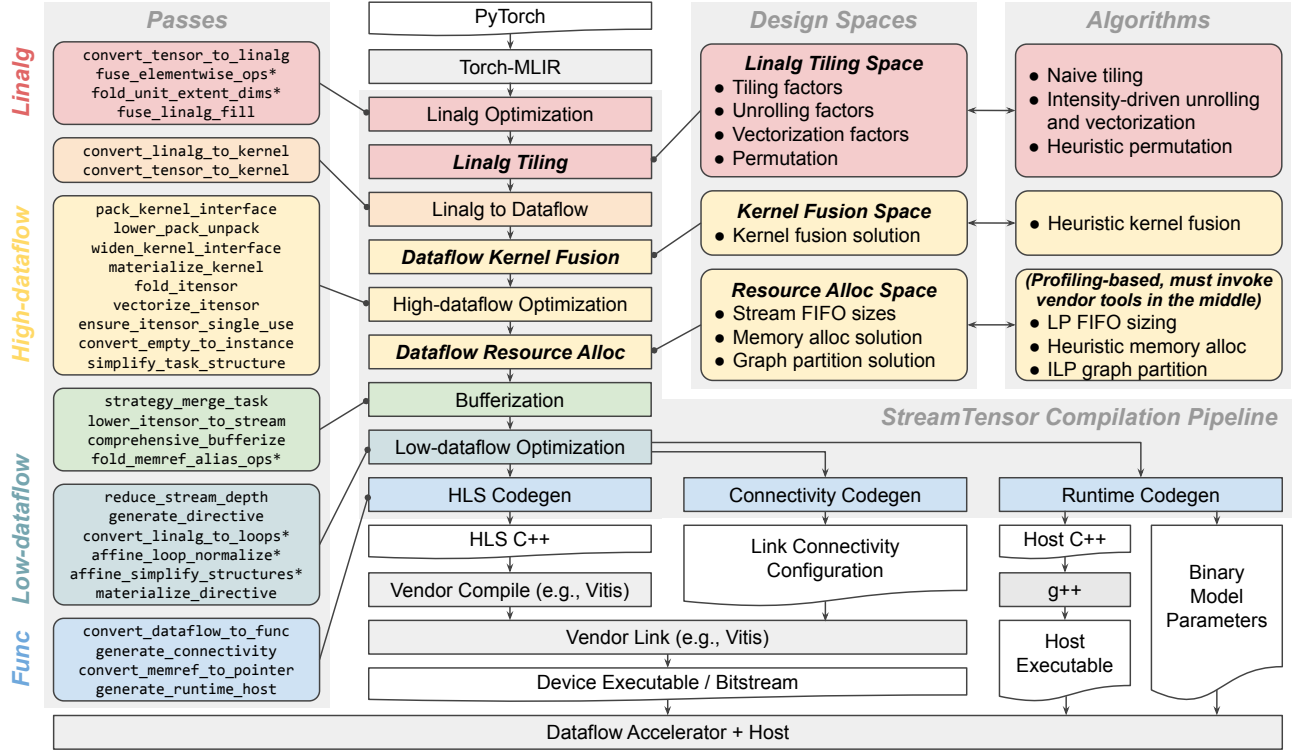 Passes
PyTorch
Design Spaces
Algorithms
Linalg
convert_tensor_to_linalg
fuse_elementwise_ops*
fold_unit_extent_dims*
fuse_linalg_fill
convert_linalg_to_kernel
convert_tensor_to_kernel
High-dataflow
pack_kernel_interface
lower_pack_unpack
widen_kernel_interface
materialize_kernel
fold_itensor
vectorize_itensor
ensure_itensor_single_use
convert_empty_to_instance
simplify_task_structure
strategy_merge_task
lower_itensor_to_stream
comprehensive_bufferize
fold_memref_alias_ops*
Low-dataflow
reduce_stream_depth
generate_directive
convert_linalg_to_loops*
affine_loop_normalize*
affine_simplify_structures*
materialize_directive
Func
convert_dataflow_to_func
generate_connectivity
convert_memref_to_pointer
generate_runtime_host
Torch-MLIR
Linalg Optimization
Linalg Tiling
Linalg to Dataflow
Dataflow Kernel Fusion
High-dataflow Optimization
Dataflow Resource Alloc
Bufferization
Low-dataflow Optimization
HLS Codegen
Connectivity Codegen
Runtime Codegen
Linalg Tiling Space
● Tiling factors
● Unrolling factors
● Vectorization factors
● Permutation
● Naive tiling
● Intensity-driven unrolling
and vectorization
● Heuristic permutation
Kernel Fusion Space
● Kernel fusion solution
● Heuristic kernel fusion
Resource Alloc Space
● Stream FIFO sizes
● Memory alloc solution
● Graph partition solution
(Profiling-based, must invoke
vendor tools in the middle)
● LP FIFO sizing
● Heuristic memory alloc
● ILP graph partition
StreamTensor Compilation Pipeline
HLS C++
Vendor Compile (e.g., Vitis)
Link Connectivity
Configuration
Host C++
g++
Host
Executable
Binary
Model
Parameters
Vendor Link (e.g., Vitis)
Device Executable / Bitstream
Dataflow Accelerator + Host